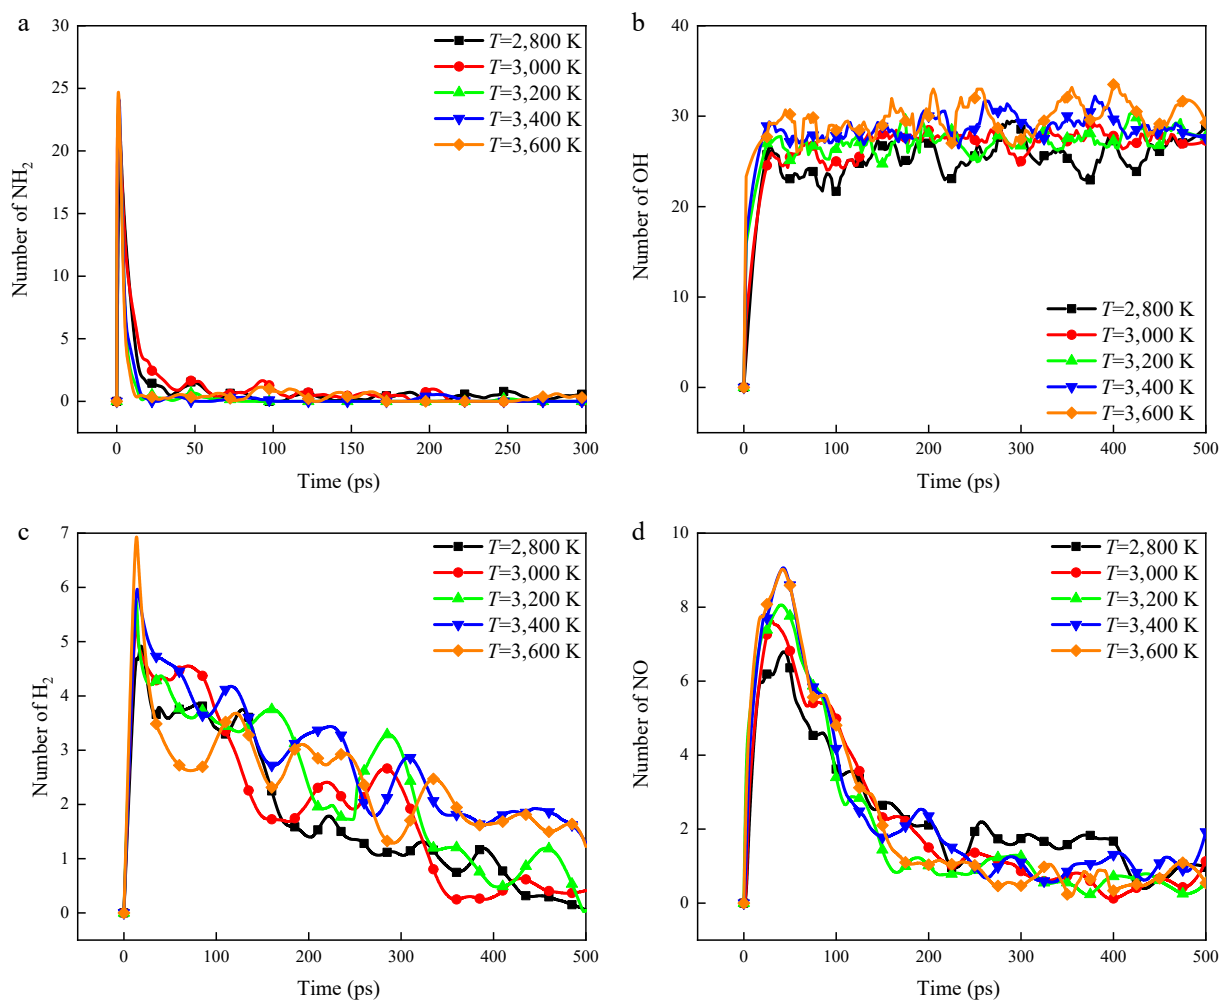 a
30
25
20
15
10
5
0
Number of NH2
T=2,800 K
T=3,000 K
T=3,200 K
T=3,400 K
T=3,600 K
0 50 100 150 200 250 300
Time (ps)
b
40
30
20
10
0
Number of OH
T=2,800 K
T=3,000 K
T=3,200 K
T=3,400 K
T=3,600 K
0 100 200 300 400 500
Time (ps)
c
7
6
5
4
3
2
1
0
Number of H2
T=2,800 K
T=3,000 K
T=3,200 K
T=3,400 K
T=3,600 K
0 100 200 300 400 500
Time (ps)
d
10
8
6
4
2
0
Number of NO
T=2,800 K
T=3,000 K
T=3,200 K
T=3,400 K
T=3,600 K
0 100 200 300 400 500
Time (ps)